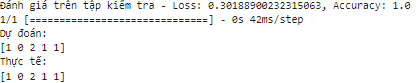 Đánh giá trên tập kiểm tra - Loss: 0.30188900232315063, Accuracy: 1.0
1/1 [==============================] - 0s 42ms/step
Dự đoán:
[1 0 2 1 1]
Thực tế:
[1 0 2 1 1]